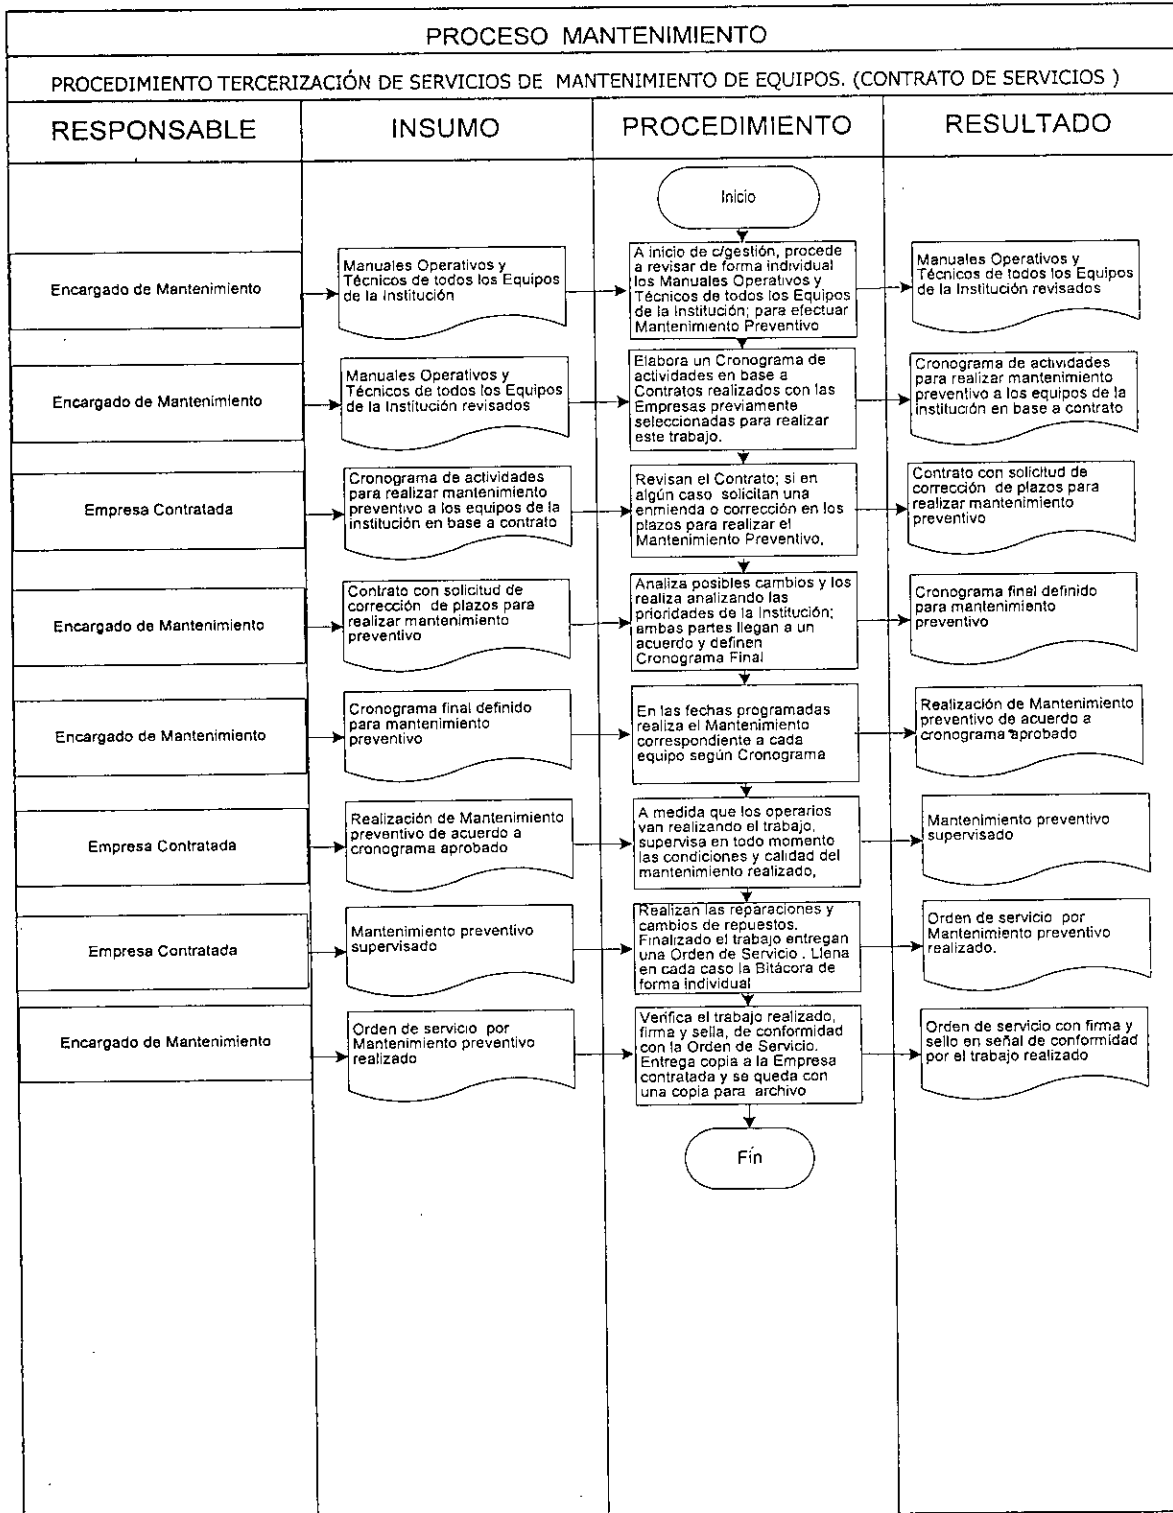 PROCESO MANTENIMIENTO
PROCEDIMIENTO TERCERIZACIÓN DE SERVICIOS DE MANTENIMIENTO DE EQUIPOS. (CONTRATO DE SERVICIOS )
RESPONSABLE
INSUMO
PROCEDIMIENTO
RESULTADO
Inicio
Encargado de Mantenimiento
Manuales Operativos y
Técnicos de todos los Equipos
de la Institución
A inicio de c/gestión, procede
a revisar de forma individual
los Manuales Operativos y
Técnicos de todos los Equipos
de la Institución; para efectuar
Mantenimiento Preventivo
Manuales Operativos y
Técnicos de todos los Equipos
de la Institución revisados
Encargado de Mantenimiento
Manuales Operativos y
Técnicos de todos los Equipos
de la Institución revisados
Elabora un Cronograma de
actividades en base a
Contratos realizados con las
Empresas previamente
seleccionadas para realizar
este trabajo.
Cronograma de actividades
para realizar mantenimiento
preventivo a los equipos de la
institución en base a contrato
Empresa Contratada
Cronograma de actividades
para realizar mantenimiento
preventivo a los equipos de la
institución en base a contrato
Revisan el Contrato; si en
algún caso solicitan una
enmienda o corrección en los
plazos para realizar el
Mantenimiento Preventivo,
Contrato con solicitud de
corrección de plazos para
realizar mantenimiento
preventivo
Encargado de Mantenimiento
Contrato con solicitud de
corrección de plazos para
realizar mantenimiento
preventivo
Analiza posibles cambios y los
realiza analizando las
prioridades de la Institución;
ambas partes llegan a un
acuerdo y definen
Cronograma Final
Cronograma final definido
para mantenimiento
preventivo
Encargado de Mantenimiento
Cronograma final definido
para mantenimiento
preventivo
En las fechas programadas
realiza el Mantenimiento
correspondiente a cada
equipo según Cronograma
Realización de Mantenimiento
preventivo de acuerdo a
cronograma aprobado
Empresa Contratada
Realización de Mantenimiento
preventivo de acuerdo a
cronograma aprobado
A medida que los operarios
van realizando el trabajo,
supervisa en todo momento
las condiciones y calidad del
mantenimiento realizado,
Mantenimiento preventivo
supervisado
Empresa Contratada
Mantenimiento preventivo
supervisado
Realizan las reparaciones y
cambios de repuestos.
Finalizado el trabajo entregan
una Orden de Servicio . Llena
en cada caso la Bitácora de
forma individual
Orden de servicio por
Mantenimiento preventivo
realizado.
Encargado de Mantenimiento
Orden de servicio por
Mantenimiento preventivo
realizado
Verifica el trabajo realizado,
firma y sella, de conformidad
con la Orden de Servicio.
Entrega copia a la Empresa
contratada y se queda con
una copia para archivo
Orden de servicio con firma y
sello en señal de conformidad
por el trabajo realizado
Fín